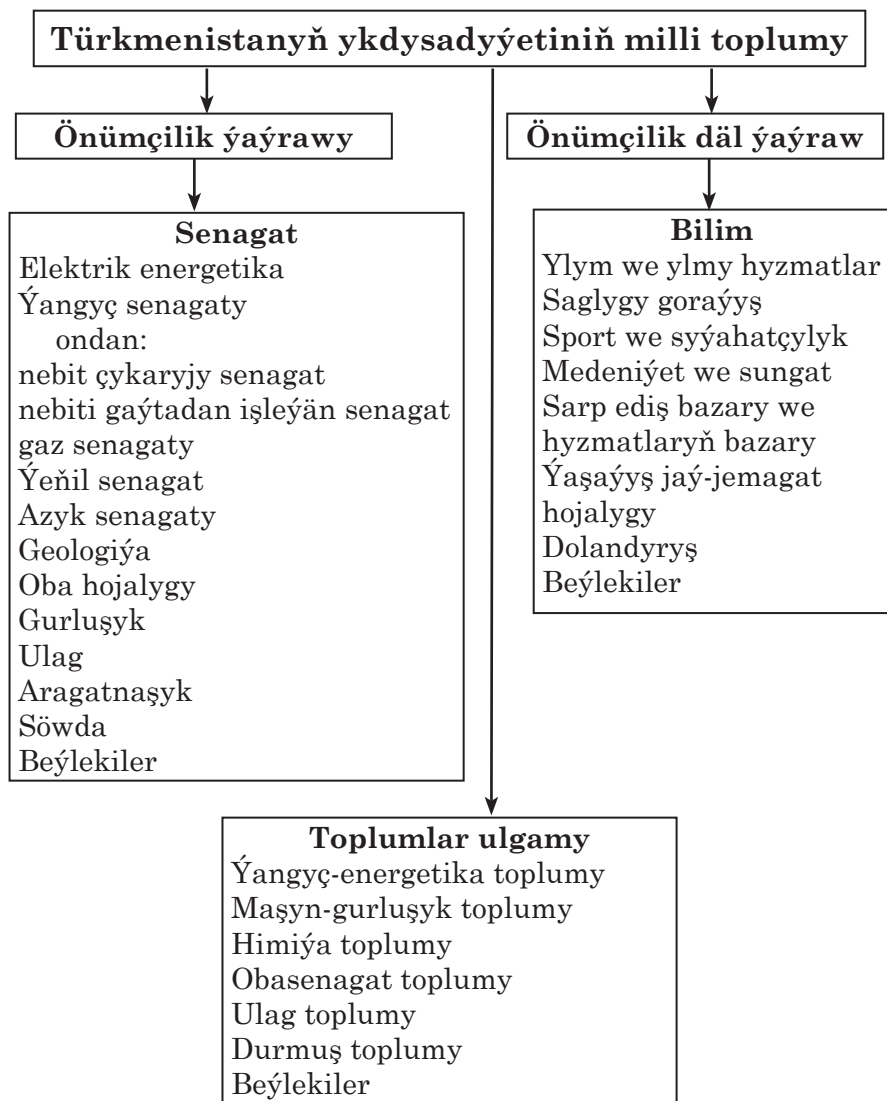 Türkmenistanyň ykdysadyýetiniň milli toplumy
Önümçilik ýaýrawy
Önümçilik däl ýaýraw
Senagat
Elektrik energetika
Ýangyç senagaty
ondan:
nebit çykaryjy senagat
nebiti gaýtadan işleýän senagat
gaz senagaty
Ýeňil senagat
Azyk senagaty
Geologiýa
Oba hojalygy
Gurluşyk
Ulag
Aragatnaşyk
Söwda
Beýlekiler
Bilim
Ylym we ylmy hyzmatlar
Saglygy goraýyş
Sport we syýahatçylyk
Medeniýet we sungat
Sarp ediş bazary we
hyzmatlaryň bazary
Ýaşaýyş jaý-jemagat
hojalygy
Dolandyryş
Beýlekiler
Toplumlar ulgamy
Ýangyç-energetika toplumy
Maşyn-gurluşyk toplumy
Himiýa toplumy
Obasenagat toplumy
Ulag toplumy
Durmuş toplumy
Beýlekiler